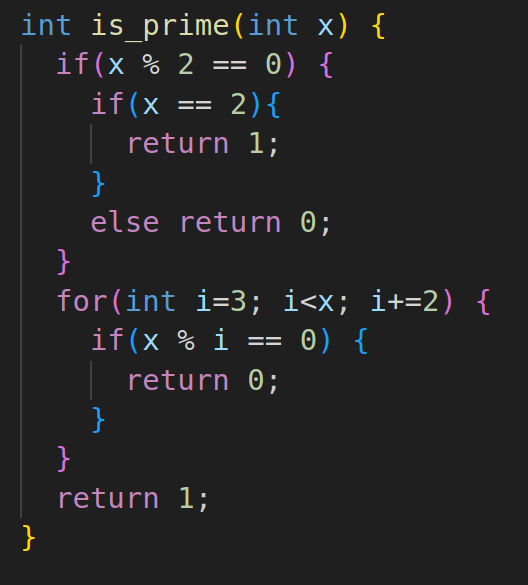 int is_prime(int x) {
  if(x % 2 == 0) {
    if(x == 2){
      return 1;
    }
    else return 0;
  }
  for(int i=3; i<x; i+=2) {
    if(x % i == 0) {
      return 0;
    }
  }
  return 1;
}